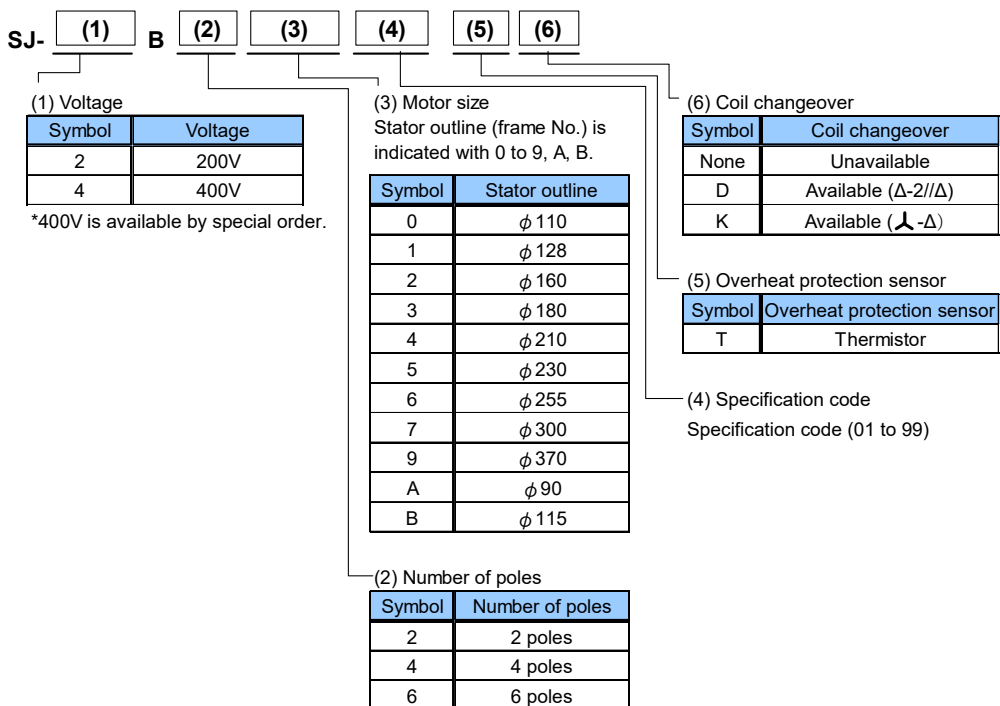 SJ- (1) B (2) (3) (4) (5) (6)
(1) Voltage
Symbol Voltage
2 200V
4 400V
*400V is available by special order.
(3) Motor size
Stator outline (frame No.) is
indicated with 0 to 9, A, B.
Symbol Stator outline
0 φ110
1 φ128
2 φ160
3 φ180
4 φ210
5 φ230
6 φ255
7 φ300
9 φ370
A φ90
B φ115
(2) Number of poles
Symbol Number of poles
2 2 poles
4 4 poles
6 6 poles
(6) Coil changeover
Symbol Coil changeover
None Unavailable
D Available (Δ-2//Δ)
K Available (⅄-Δ)
(5) Overheat protection sensor
Symbol Overheat protection sensor
T Thermistor
(4) Specification code
Specification code (01 to 99)